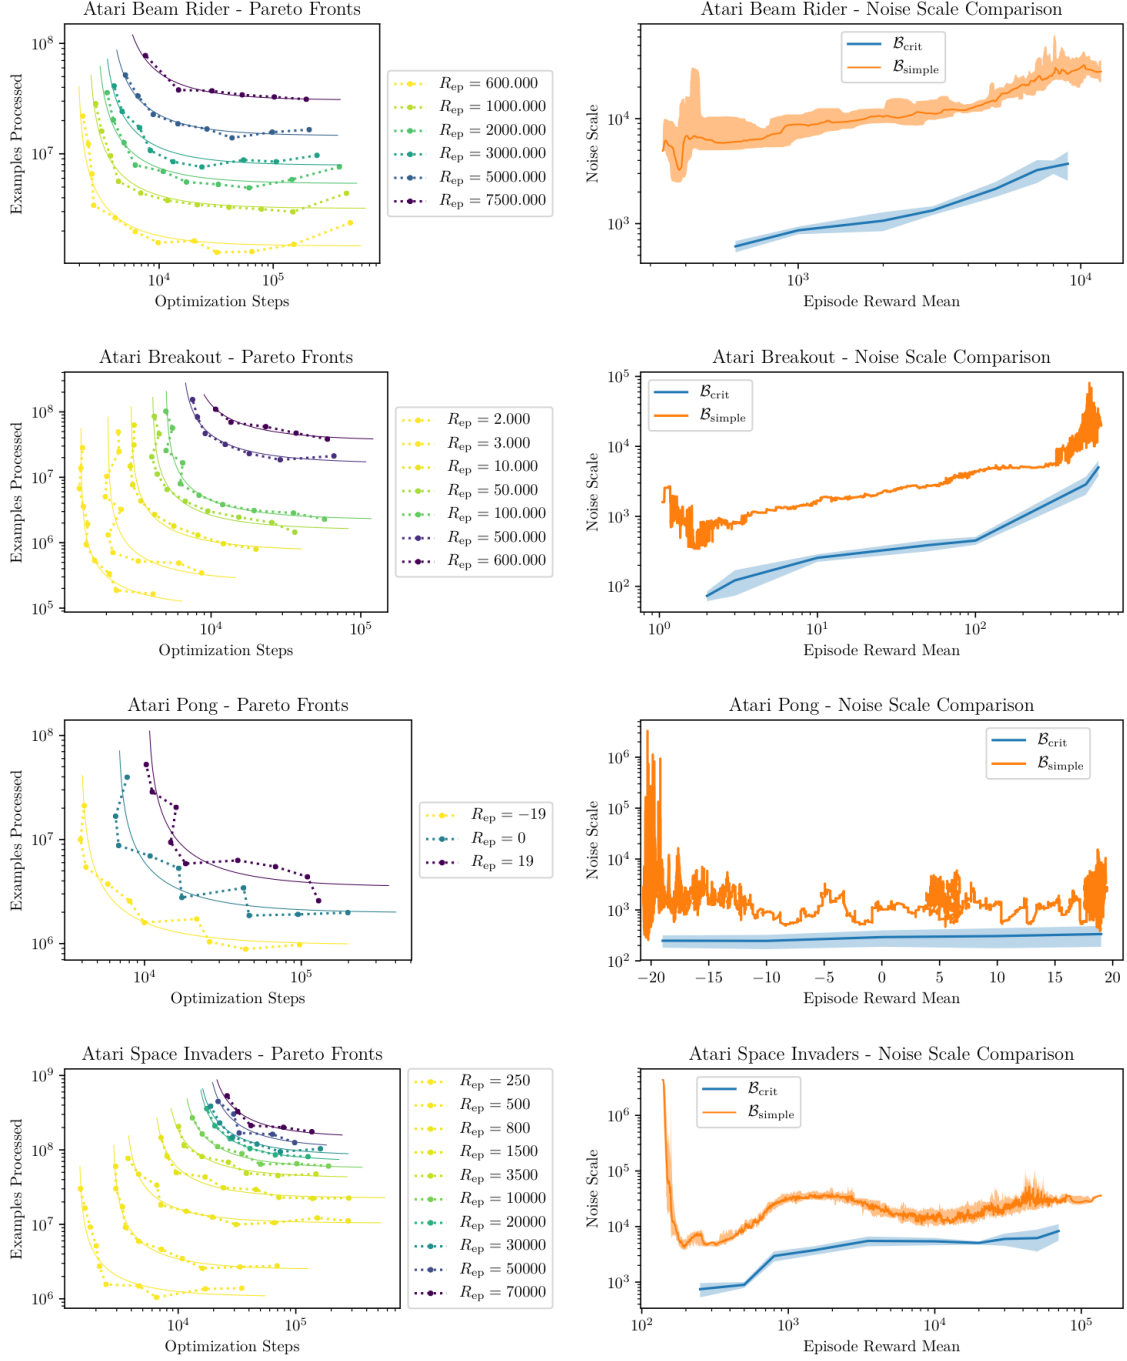 Atari Beam Rider - Pareto Fronts
Examples Processed
10^8
10^7
10^4
10^5
Optimization Steps
R_ep = 600.000
R_ep = 1000.000
R_ep = 2000.000
R_ep = 3000.000
R_ep = 5000.000
R_ep = 7500.000
Atari Beam Rider - Noise Scale Comparison
Noise Scale
10^4
10^3
10^3
10^4
Episode Reward Mean
B_crit
B_simple
Atari Breakout - Pareto Fronts
Examples Processed
10^8
10^7
10^6
10^5
10^4
10^5
Optimization Steps
R_ep = 2.000
R_ep = 3.000
R_ep = 10.000
R_ep = 50.000
R_ep = 100.000
R_ep = 500.000
R_ep = 600.000
Atari Breakout - Noise Scale Comparison
Noise Scale
10^5
10^4
10^3
10^2
10^0
10^1
10^2
Episode Reward Mean
B_crit
B_simple
Atari Pong - Pareto Fronts
Examples Processed
10^8
10^7
10^6
10^4
10^5
Optimization Steps
R_ep = −19
R_ep = 0
R_ep = 19
Atari Pong - Noise Scale Comparison
Noise Scale
10^6
10^5
10^4
10^3
10^2
−20
−15
−10
−5
0
5
10
15
20
Episode Reward Mean
B_crit
B_simple
Atari Space Invaders - Pareto Fronts
Examples Processed
10^9
10^8
10^7
10^6
10^4
10^5
Optimization Steps
R_ep = 250
R_ep = 500
R_ep = 800
R_ep = 1500
R_ep = 3500
R_ep = 10000
R_ep = 20000
R_ep = 30000
R_ep = 50000
R_ep = 70000
Atari Space Invaders - Noise Scale Comparison
Noise Scale
10^6
10^5
10^4
10^3
10^2
10^3
10^4
10^5
Episode Reward Mean
B_crit
B_simple